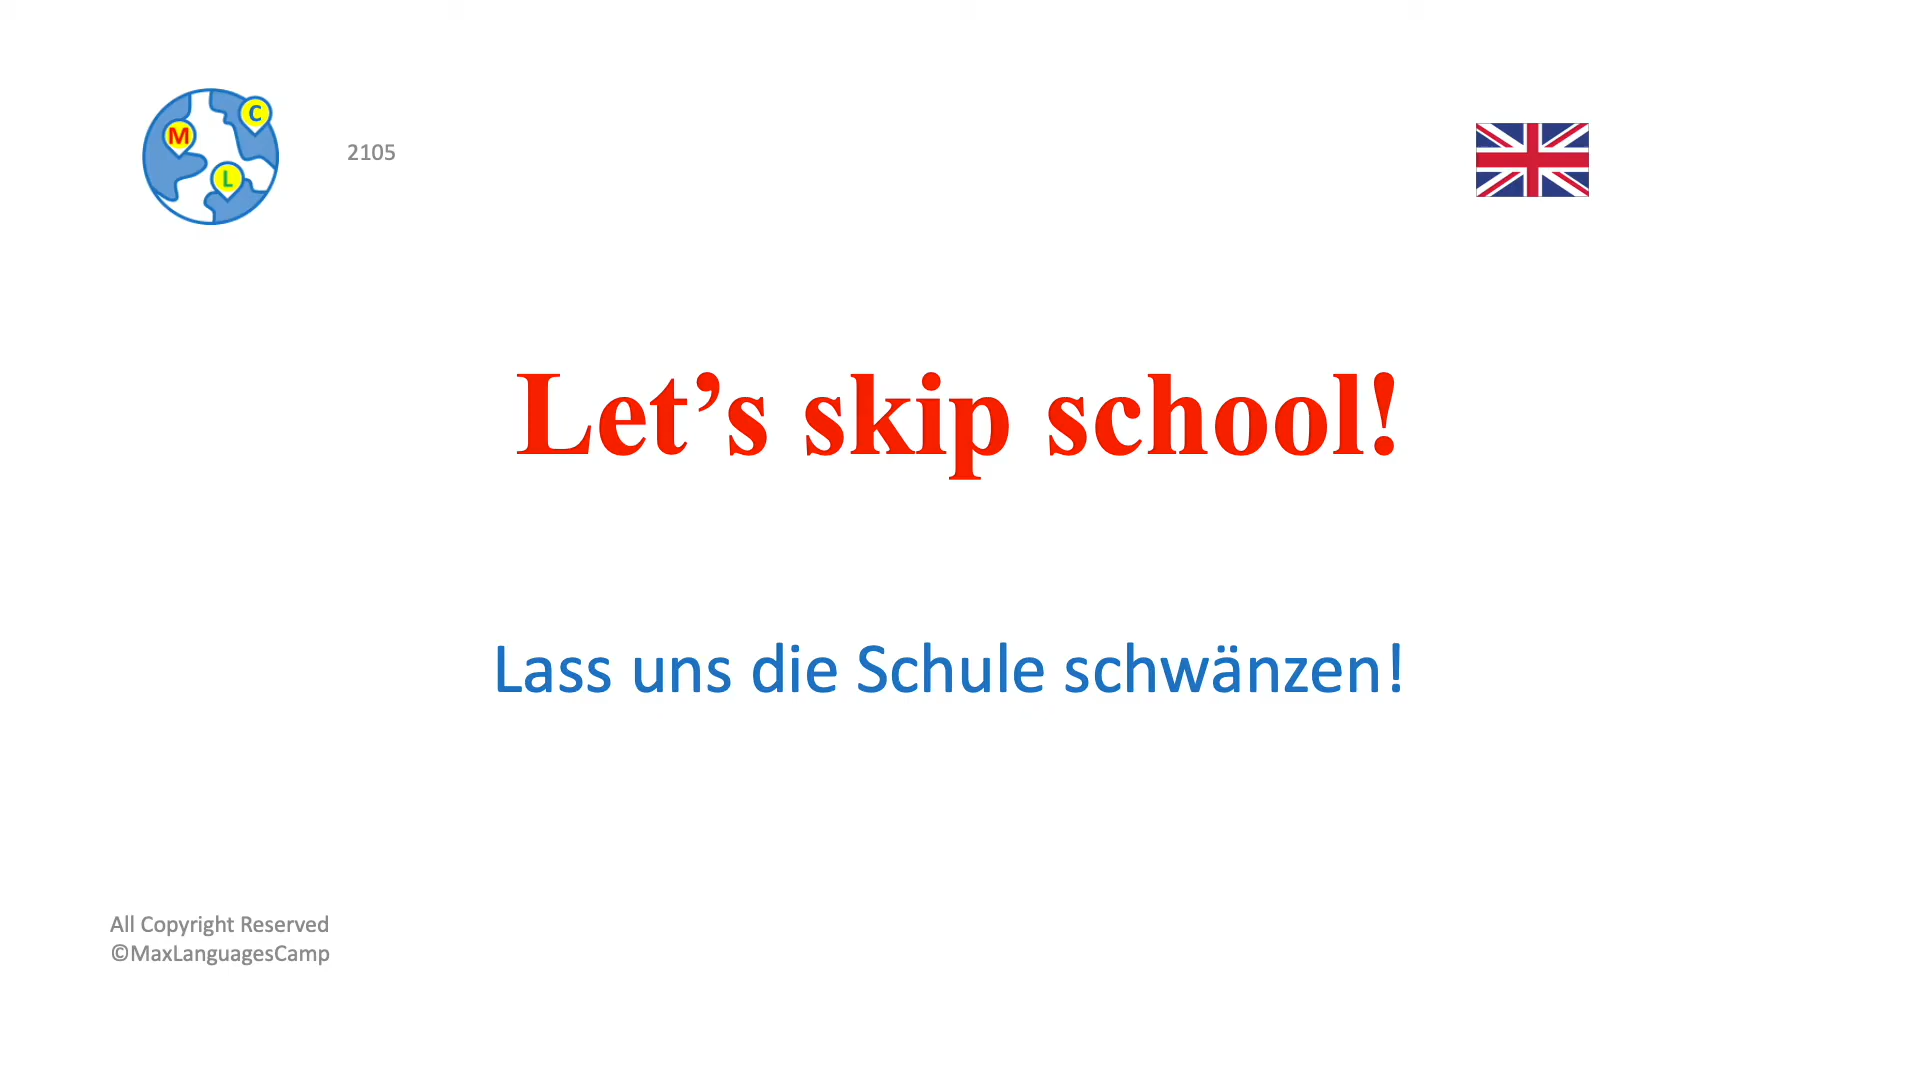 M
C
L
2105
Let’s skip school!
Lass uns die Schule schwänzen!
All Copyright Reserved
©MaxLanguagesCamp